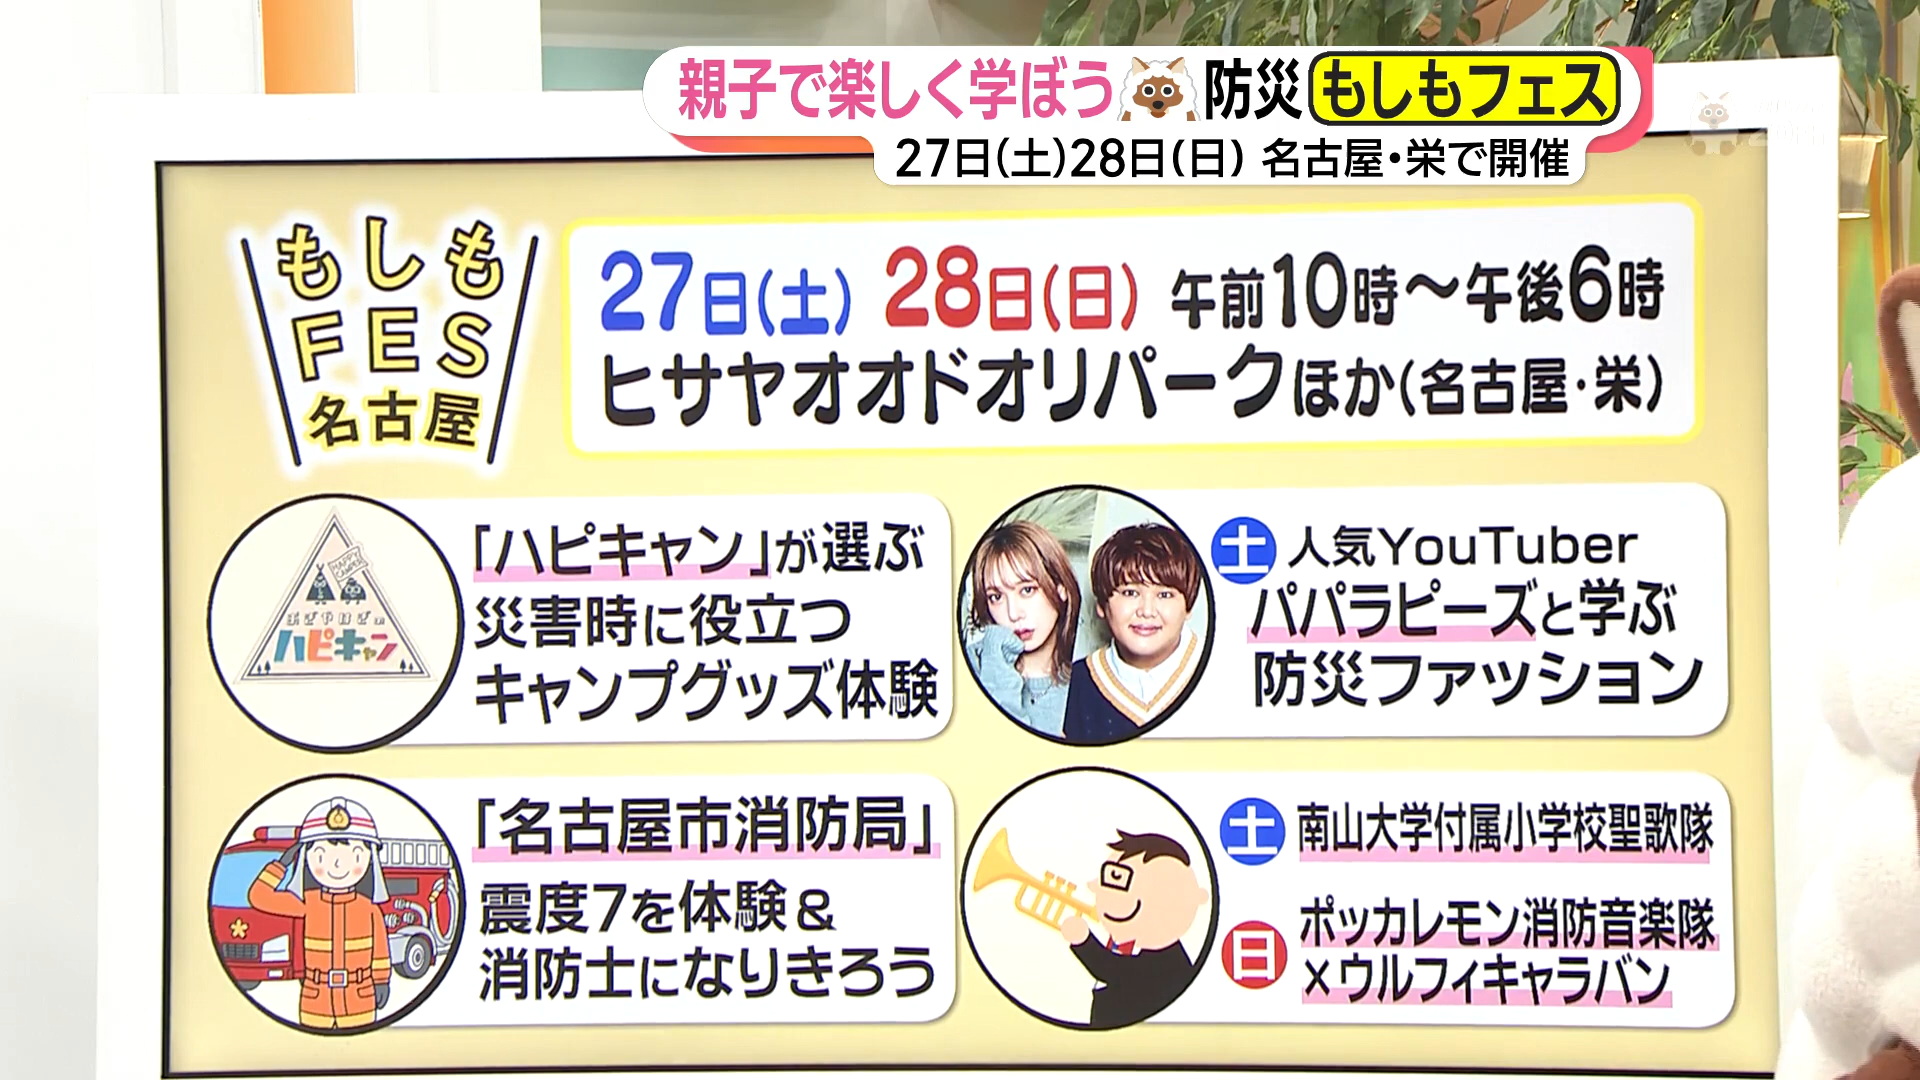 親子で楽しく学ぼう 防災 もしもフェス
27日(土)28日(日) 名古屋・栄で開催
もしも
FES
名古屋
27日(土) 28日(日) 午前10時～午後6時
ヒサヤオオドオリパークほか(名古屋・栄)
HAPPY CAMPER
おぎやはぎの
ハピキャン
「ハピキャン」が選ぶ
災害時に役立つ
キャンプグッズ体験
土 人気YouTuber
パパラピーズと学ぶ
防災ファッション
「名古屋市消防局」
震度7を体験＆
消防士になりきろう
土 南山大学付属小学校聖歌隊
日 ポッカレモン消防音楽隊
×ウルフィキャラバン